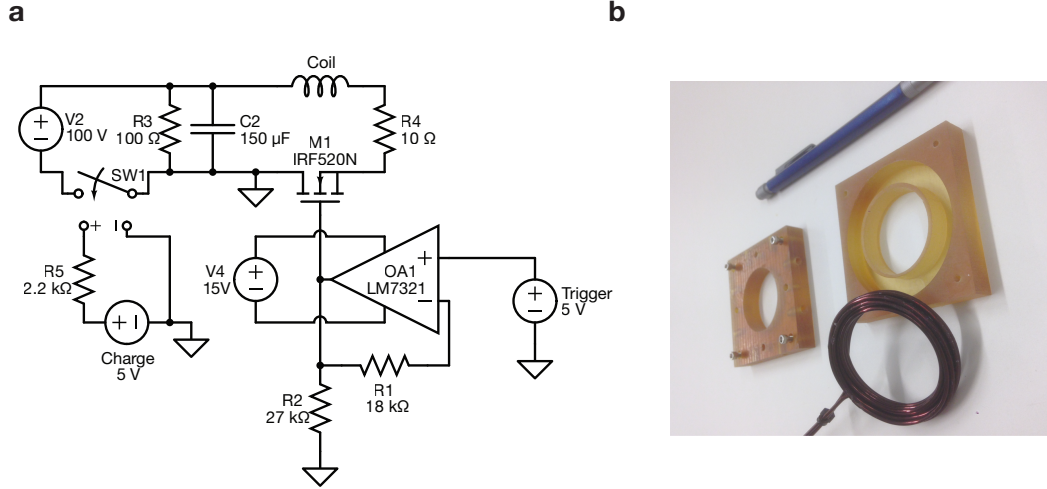 a
b
Coil
V2
100 V
R3
100 Ω
C2
150 µF
R4
10 Ω
M1
IRF520N
SW1
R5
2.2 kΩ
V4
15V
OA1
LM7321
Trigger
5 V
Charge
5 V
R1
18 kΩ
R2
27 kΩ